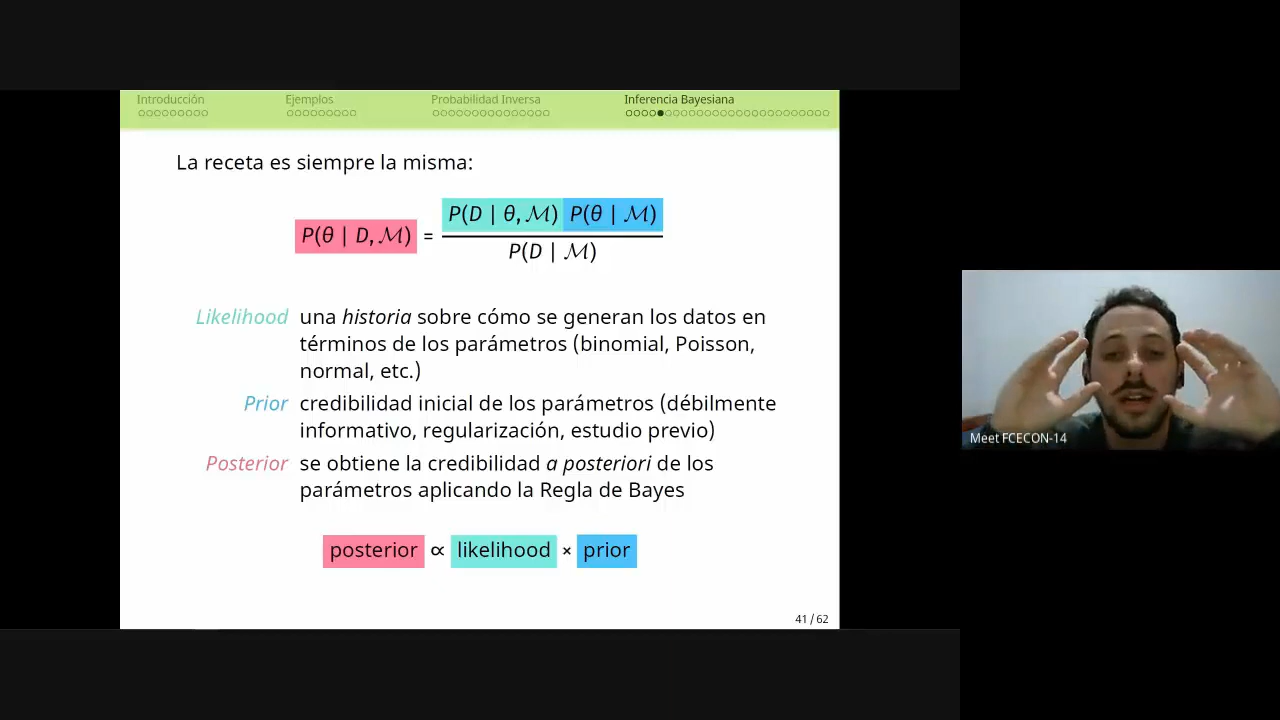 Introducción Ejemplos Probabilidad Inversa Inferencia Bayesiana
La receta es siempre la misma:
P(θ | D, ℳ) = P(D | θ, ℳ) P(θ | ℳ)
P(D | ℳ)
Likelihood una historia sobre cómo se generan los datos en
términos de los parámetros (binomial, Poisson,
normal, etc.)
Prior credibilidad inicial de los parámetros (débilmente
informativo, regularización, estudio previo)
Posterior se obtiene la credibilidad a posteriori de los
parámetros aplicando la Regla de Bayes
posterior ∝ likelihood × prior
41 / 62
Meet FCECON-14